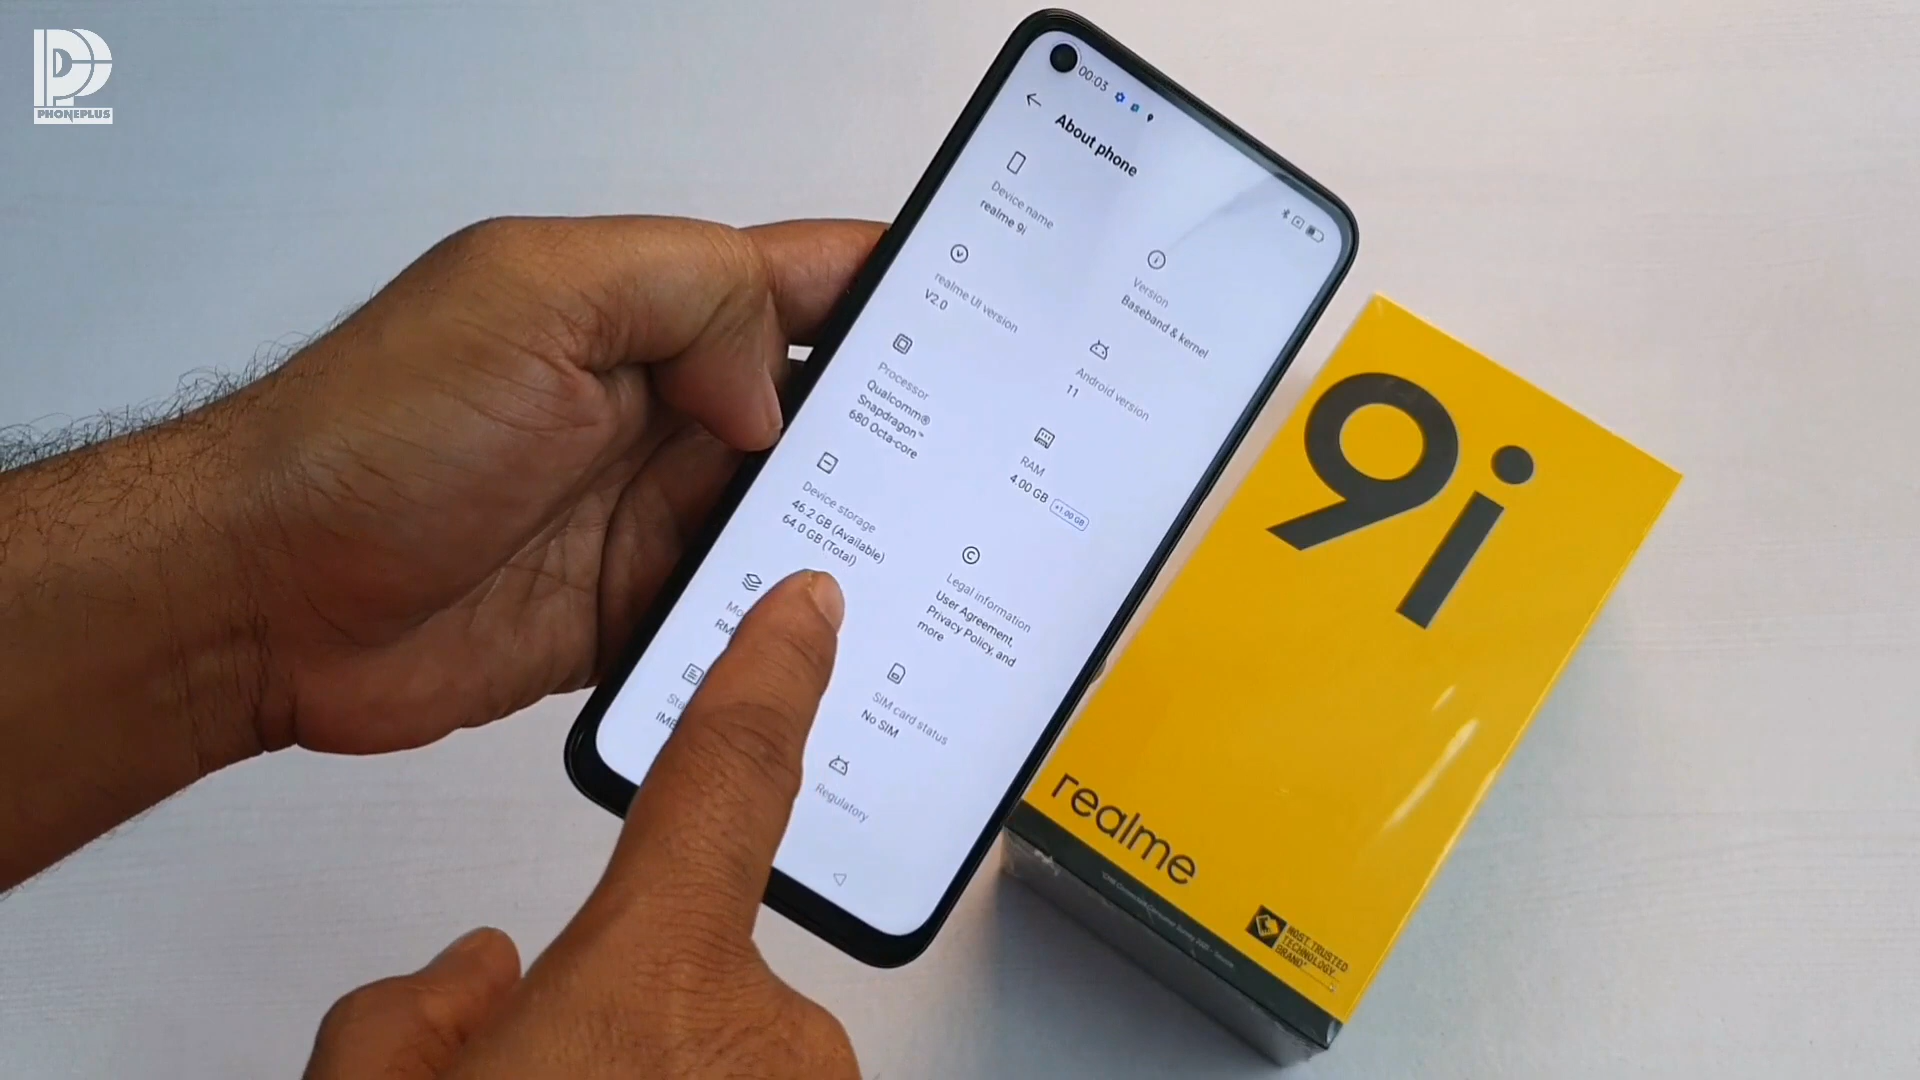 PHONEPLUS
00:03
About phone
Device name
realme 9i
Version
Baseband & kernel
realme UI version
V2.0
Android version
11
Processor
Qualcomm®
Snapdragon™
680 Octa-core
RAM
4.00 GB +1.00 GB
Device storage
46.2 GB (Available)
64.0 GB (Total)
Legal information
User Agreement,
Privacy Policy, and
more
SIM card status
No SIM
Regulatory
9i
realme
MOST TRUSTED
TECHNOLOGY
BRAND*